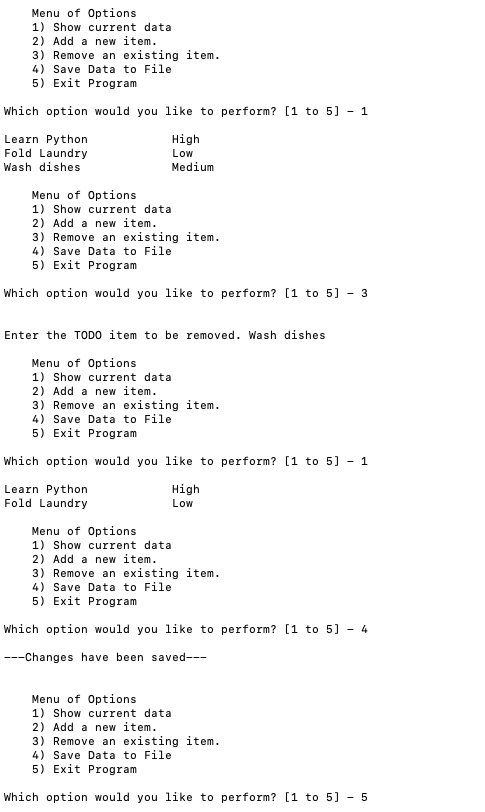 Menu of Options
1) Show current data
2) Add a new item.
3) Remove an existing item.
4) Save Data to File
5) Exit Program
Which option would you like to perform? [1 to 5] - 1
Learn Python High
Fold Laundry Low
Wash dishes Medium
Menu of Options
1) Show current data
2) Add a new item.
3) Remove an existing item.
4) Save Data to File
5) Exit Program
Which option would you like to perform? [1 to 5] - 3
Enter the TODO item to be removed. Wash dishes
Menu of Options
1) Show current data
2) Add a new item.
3) Remove an existing item.
4) Save Data to File
5) Exit Program
Which option would you like to perform? [1 to 5] - 1
Learn Python High
Fold Laundry Low
Menu of Options
1) Show current data
2) Add a new item.
3) Remove an existing item.
4) Save Data to File
5) Exit Program
Which option would you like to perform? [1 to 5] - 4
---Changes have been saved---
Menu of Options
1) Show current data
2) Add a new item.
3) Remove an existing item.
4) Save Data to File
5) Exit Program
Which option would you like to perform? [1 to 5] - 5